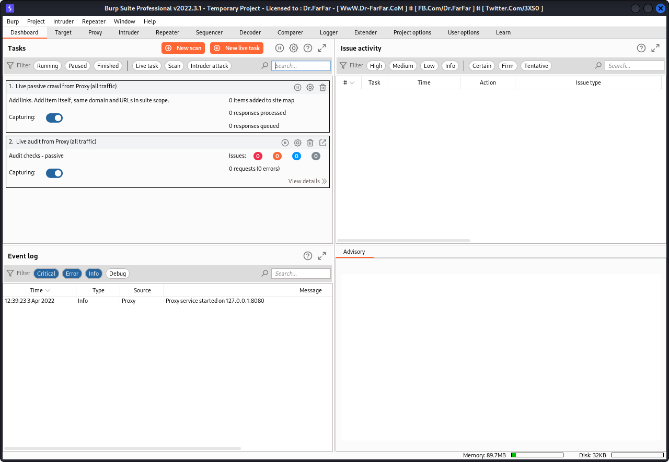 Burp Suite Professional v2022.3.1 - Temporary Project - Licensed to : Dr.FarFar - [ WwW.Dr-FarFar.CoM ] # [ FB.Com/Dr.FarFar ] # [ Twitter.Com/3XS0 ]
Burp Project Intruder Repeater Window Help
Dashboard Target Proxy Intruder Repeater Sequencer Decoder Comparer Logger Extender Project options User options Learn
Tasks New scan New live task
Filter Running Paused Finished Live task Scan Intruder attack Search...
1. Live passive crawl from Proxy (all traffic)
Add links. Add item itself, same domain and URLs in suite scope.
0 items added to site map
Capturing:
0 responses processed
0 responses queued
2. Live audit from Proxy (all traffic)
Audit checks - passive
Issues: 0 0 0 0
Capturing:
0 requests (0 errors)
View details
Event log
Filter Critical Error Info Debug Search...
Time Type Source Message
12:39:23 3 Apr 2022 Info Proxy Proxy service started on 127.0.0.1:8080
Issue activity
Filter High Medium Low Info Certain Firm Tentative Search...
# Task Time Action Issue type
Advisory
Memory: 89.7MB Disk: 32KB